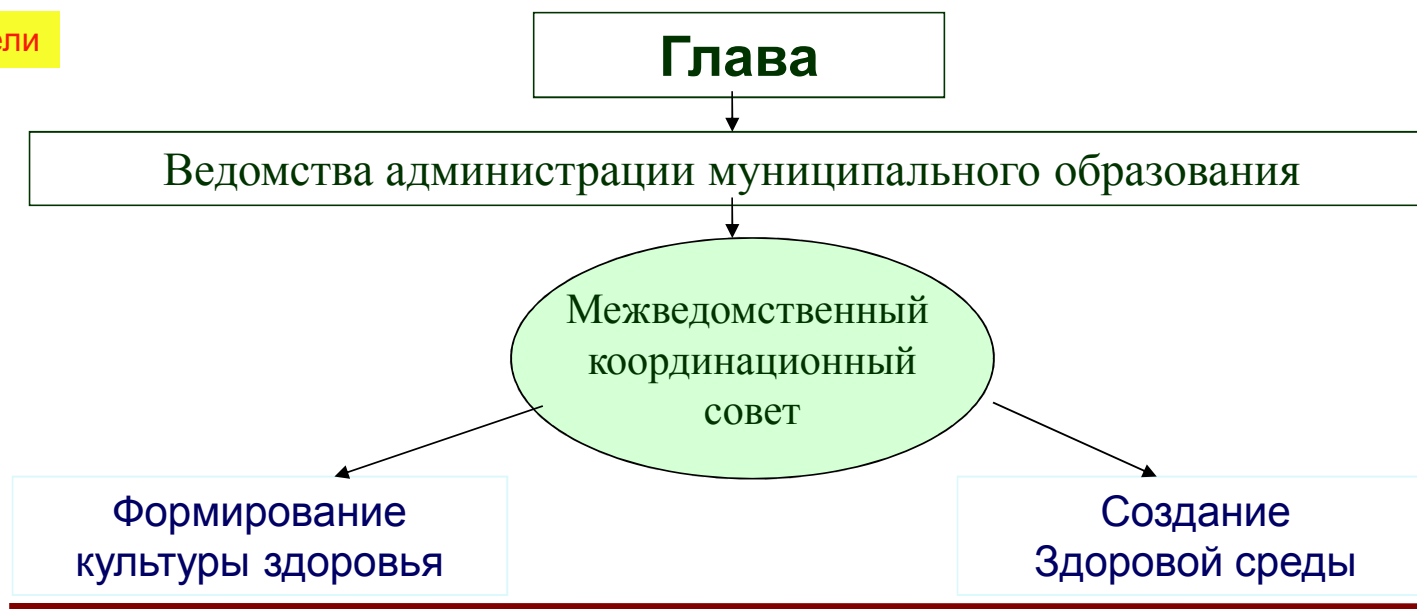 ели
Глава
Ведомства администрации муниципального образования
Межведомственный
координационный
совет
Формирование
культуры здоровья
Создание
Здоровой среды